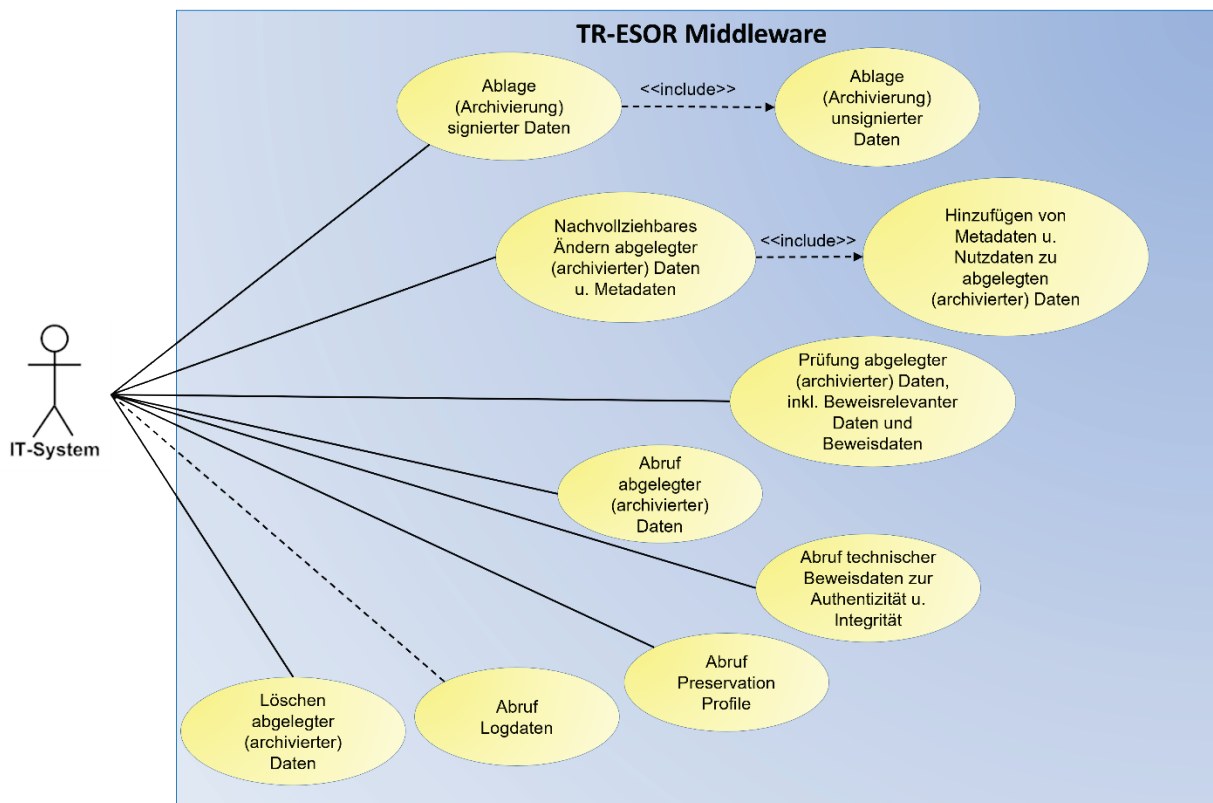 TR-ESOR Middleware
Ablage
(Archivierung)
signierter Daten
<<include>>
Ablage
(Archivierung)
unsignierter
Daten
Nachvollziehbares
Ändern abgelegter
(archivierter) Daten
u. Metadaten
<<include>>
Hinzufügen von
Metadaten u.
Nutzdaten zu
abgelegten
(archivierter) Daten
Prüfung abgelegter
(archivierter) Daten,
inkl. Beweisrelevanter
Daten und
Beweisdaten
IT-System
Abruf
abgelegter
(archivierter)
Daten
Abruf technischer
Beweisdaten zur
Authentizität u.
Integrität
Abruf
Preservation
Profile
Abruf
Logdaten
Löschen
abgelegter
(archivierter)
Daten